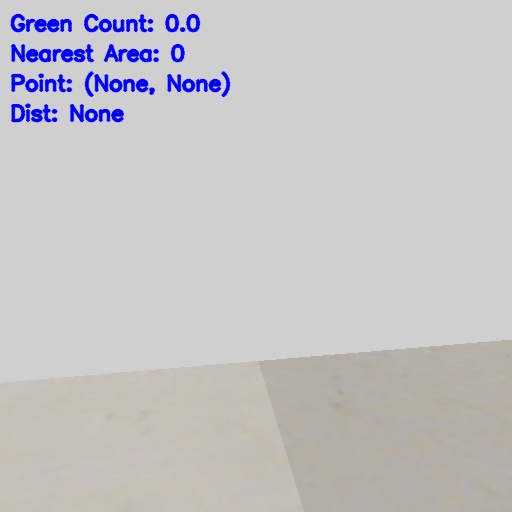 Green Count: 0.0
Nearest Area: 0
Point: (None, None)
Dist: None